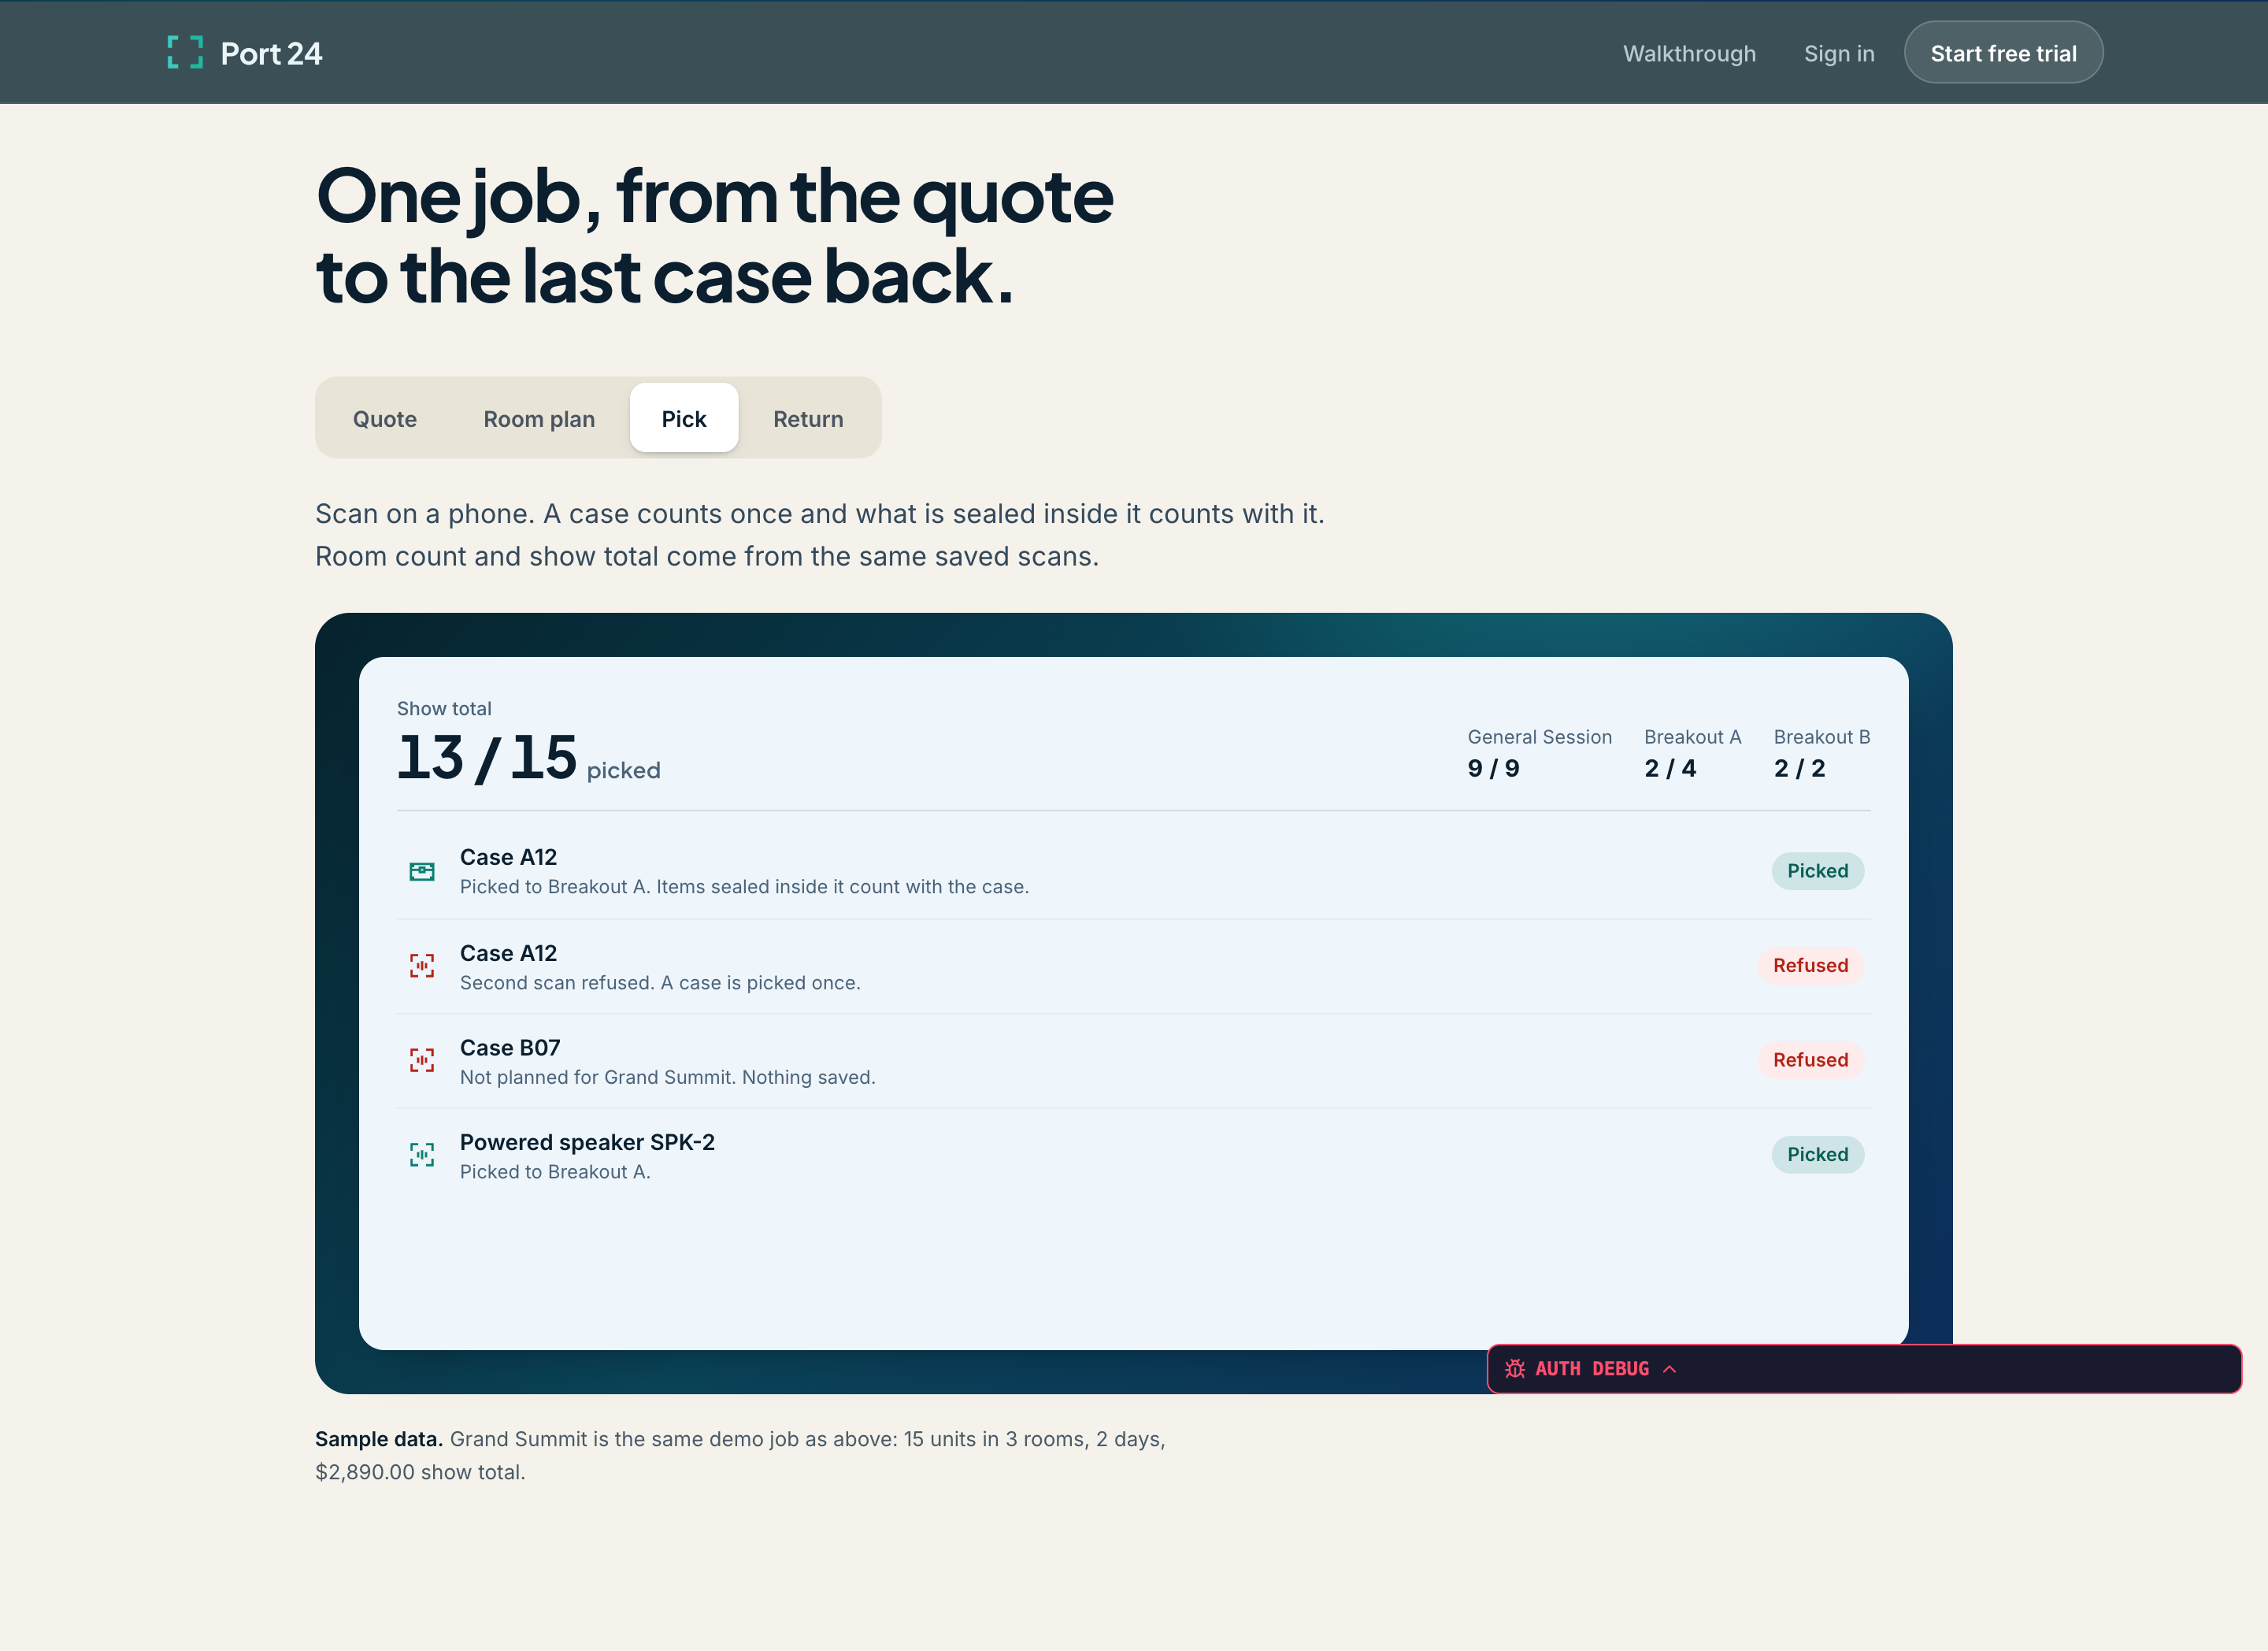 Port 24
Walkthrough
Sign in
Start free trial
One job, from the quote
to the last case back.
Quote
Room plan
Pick
Return
Scan on a phone. A case counts once and what is sealed inside it counts with it.
Room count and show total come from the same saved scans.
Show total
13 / 15 picked
General Session
9 / 9
Breakout A
2 / 4
Breakout B
2 / 2
Case A12
Picked to Breakout A. Items sealed inside it count with the case.
Picked
Case A12
Second scan refused. A case is picked once.
Refused
Case B07
Not planned for Grand Summit. Nothing saved.
Refused
Powered speaker SPK-2
Picked to Breakout A.
Picked
AUTH DEBUG
Sample data. Grand Summit is the same demo job as above: 15 units in 3 rooms, 2 days,
$2,890.00 show total.